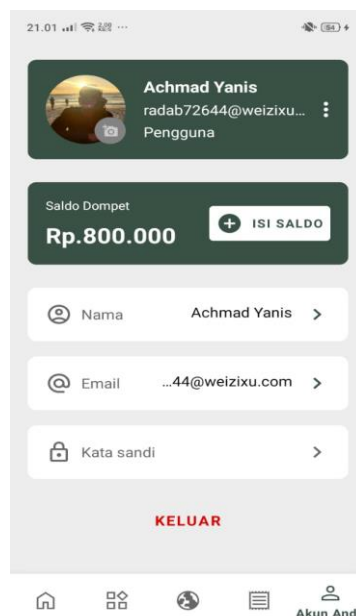 21.01
Achmad Yanis
radab72644@weizixu...
Pengguna
Saldo Dompet
Rp.800.000
ISI SALDO
Nama
Achmad Yanis
Email
...44@weizixu.com
Kata sandi
KELUAR
Akun And